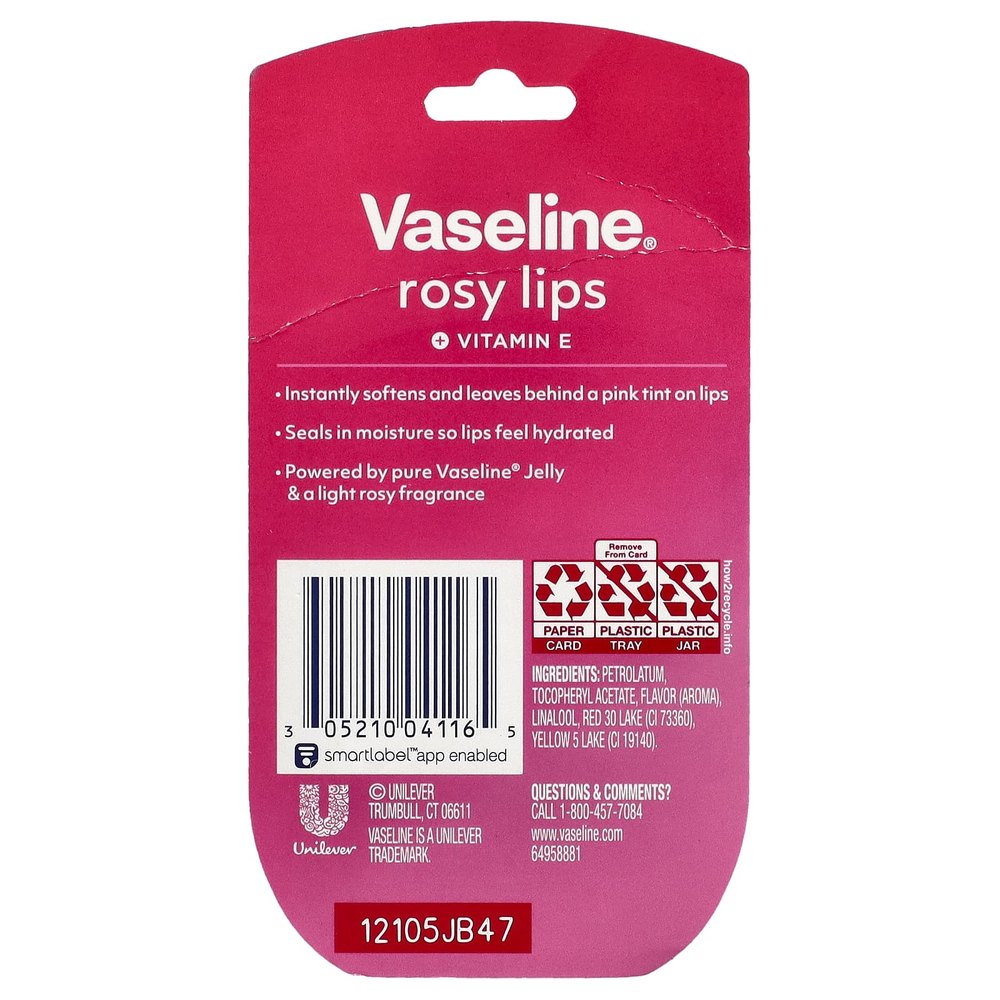 Vaseline®
rosy lips
+ VITAMIN E
• Instantly softens and leaves behind a pink tint on lips
• Seals in moisture so lips feel hydrated
• Powered by pure Vaseline® Jelly
& a light rosy fragrance
Remove
From Card
PAPER PLASTIC PLASTIC
CARD TRAY JAR
how2recycle.info
INGREDIENTS: PETROLATUM,
TOCOPHERYL ACETATE, FLAVOR (AROMA),
LINALOOL, RED 30 LAKE (CI 73360),
YELLOW 5 LAKE (CI 19140).
3 05210 04116 5
smartlabel™ app enabled
Unilever
© UNILEVER
TRUMBULL, CT 06611
VASELINE IS A UNILEVER
TRADEMARK.
QUESTIONS & COMMENTS?
CALL 1-800-457-7084
www.vaseline.com
64958881
12105JB47